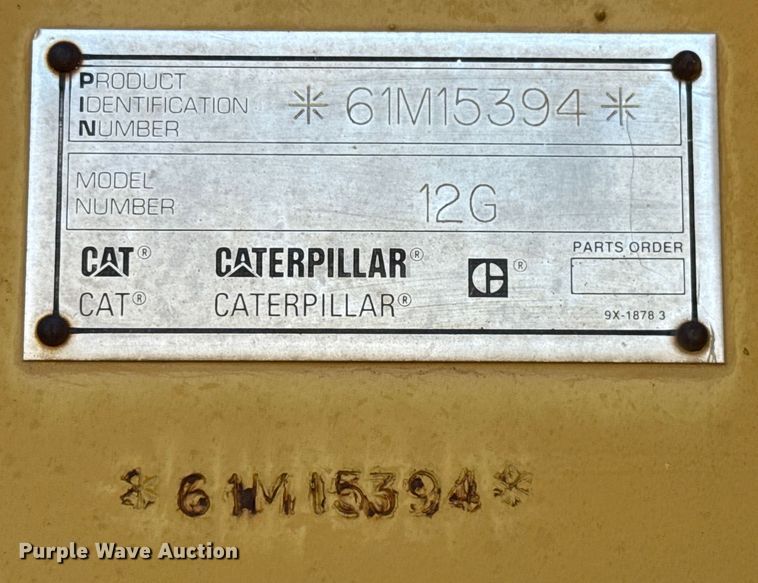 PRODUCT
IDENTIFICATION
NUMBER
*61M15394*
MODEL
NUMBER
12G
CAT® CATERPILLAR® C® PARTS ORDER
CAT® CATERPILLAR®
9X-1878 3
*61M15394*
Purple Wave Auction